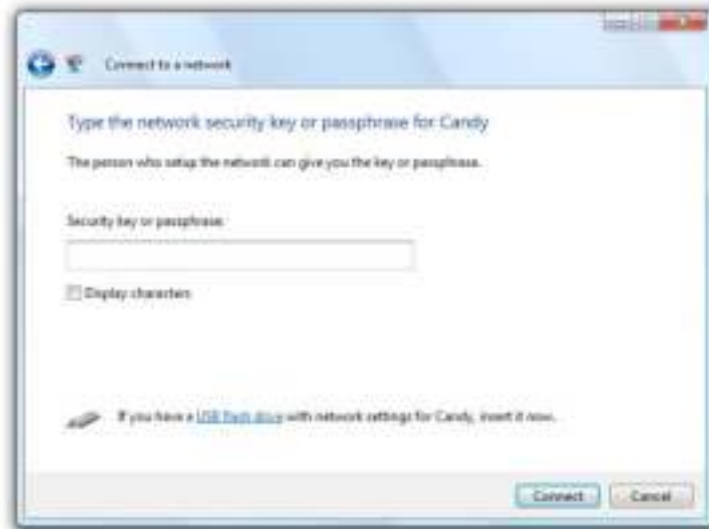 Connect to a network
Type the network security key or passphrase for Candy
The person who setup the network can give you the key or passphrase.
Security key or passphrase:
Display characters
If you have a USB flash drive with network settings for Candy, insert it now.
Connect
Cancel